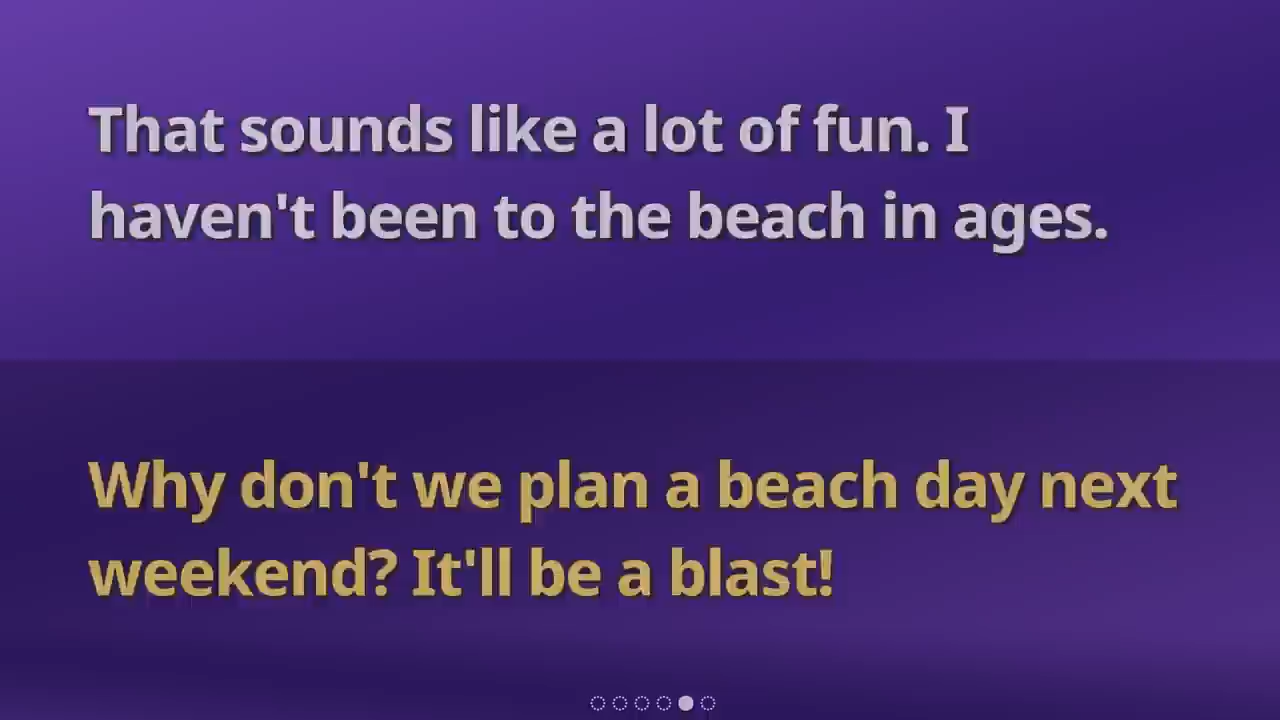 That sounds like a lot of fun. I
haven't been to the beach in ages.
Why don't we plan a beach day next
weekend? It'll be a blast!